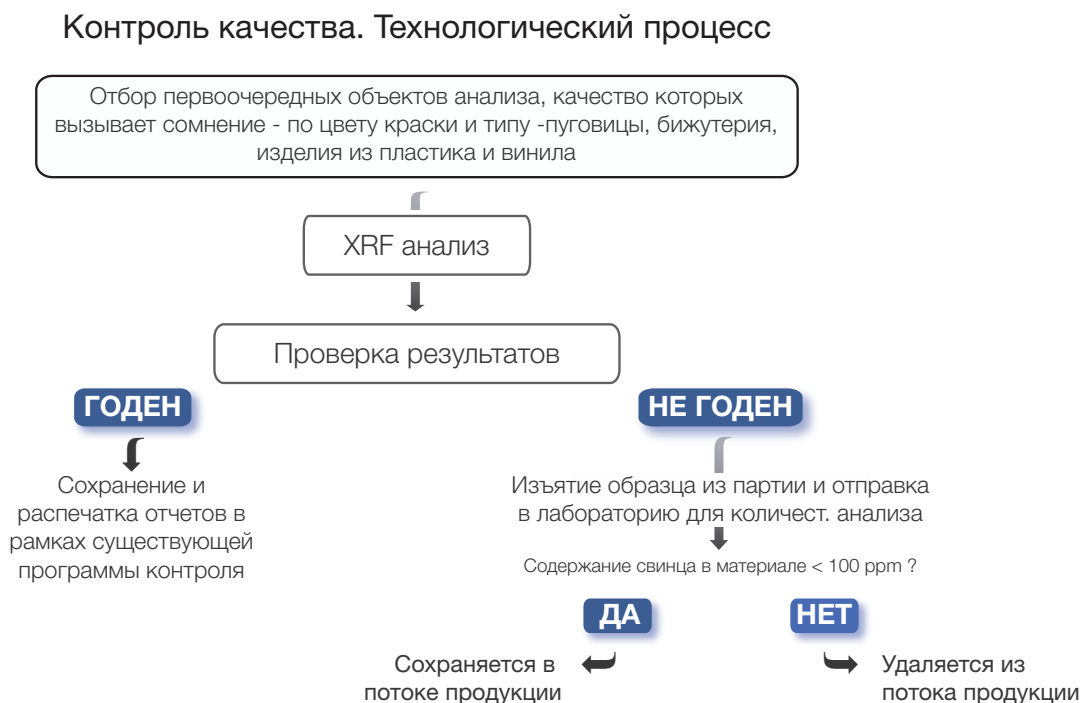 Контроль качества. Технологический процесс
Отбор первоочередных объектов анализа, качество которых
вызывает сомнение - по цвету краски и типу -пуговицы, бижутерия,
изделия из пластика и винила
XRF анализ
Проверка результатов
ГОДЕН
НЕ ГОДЕН
Сохранение и
распечатка отчетов в
рамках существующей
программы контроля
Изъятие образца из партии и отправка
в лабораторию для количест. анализа
Содержание свинца в материале < 100 ppm ?
ДА
НЕТ
Сохраняется в
потоке продукции
Удаляется из
потока продукции